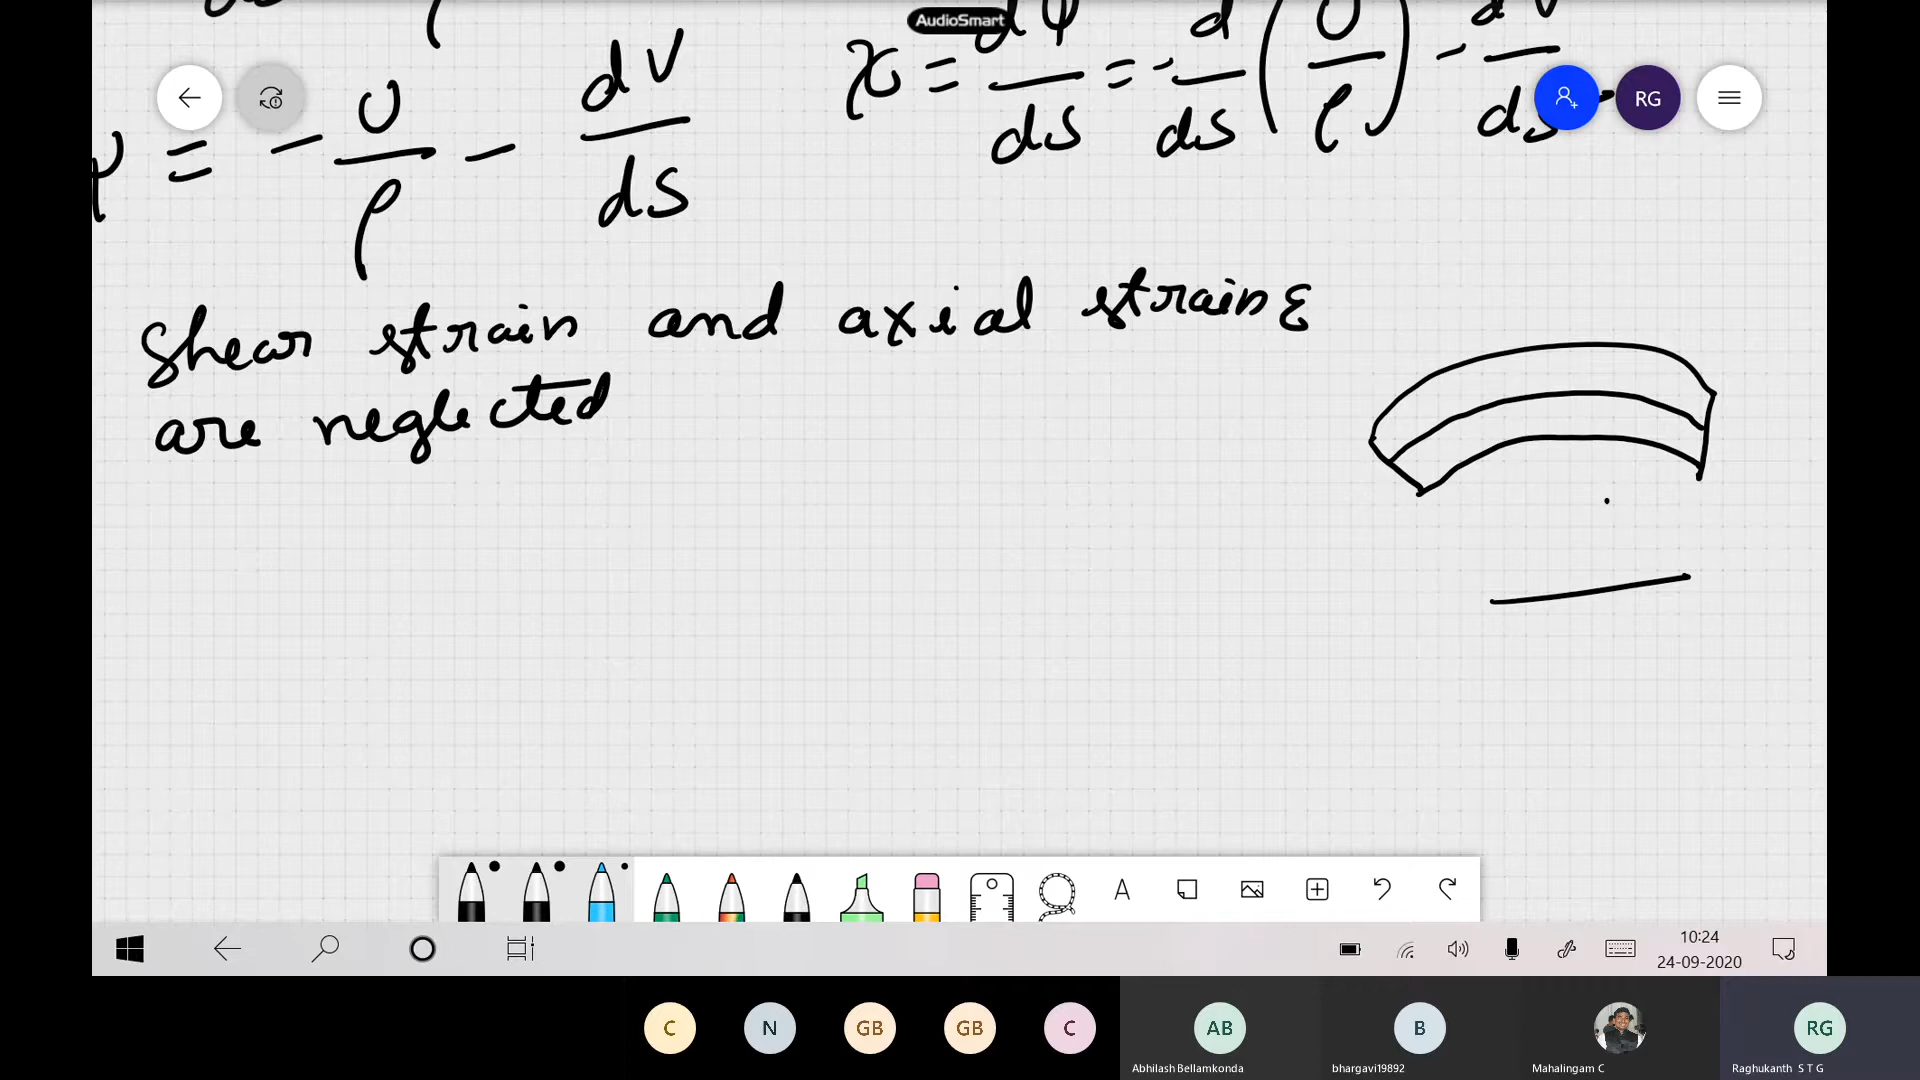 AudioSmart
χ = dψ/ds = - d/ds (U/ρ) - dV/ds
ψ = - U/ρ - dV/ds
RG
Shear strain and axial strain ε
are neglected
A
10:24
24-09-2020
C N GB GB C AB B RG
Abhilash Bellamkonda bhargavi19892 Mahalingam C Raghukanth S T G